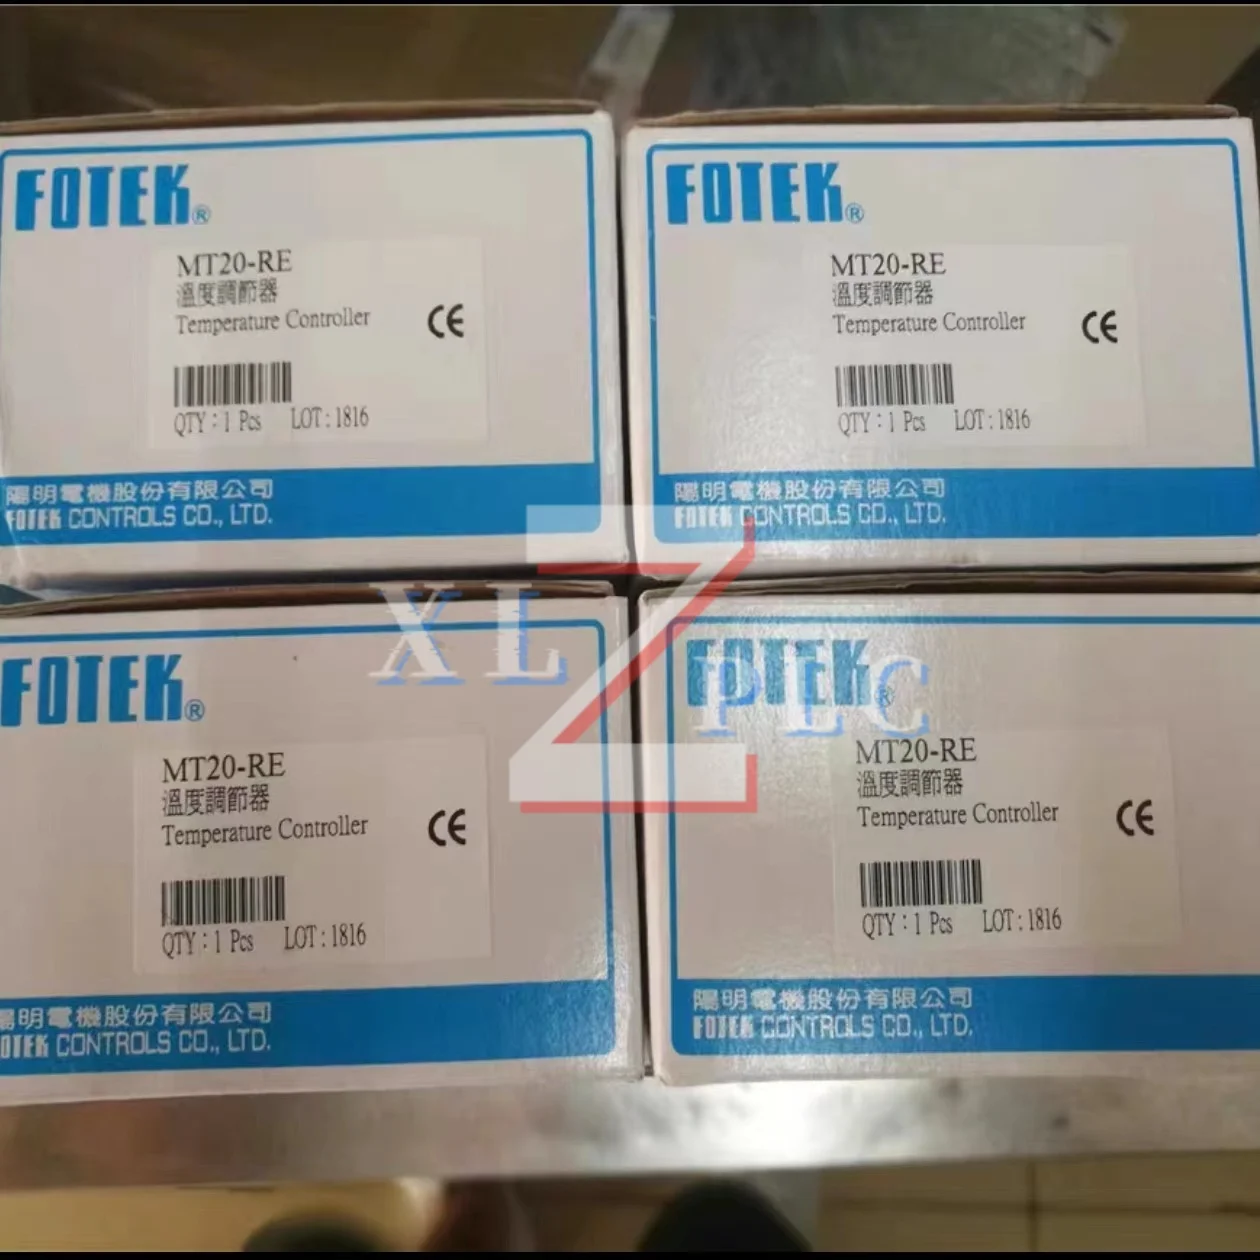 FOTEK®
MT20-RE
溫度調節器
Temperature Controller
CE
QTY：1 Pcs LOT : 1816
陽明電機股份有限公司
FOTEK CONTROLS CO., LTD.
FOTEK®
MT20-RE
溫度調節器
Temperature Controller
CE
QTY：1 Pcs LOT : 1816
陽明電機股份有限公司
FOTEK CONTROLS CO., LTD.
XL Z PLC
FOTEK®
MT20-RE
溫度調節器
Temperature Controller
CE
QTY：1 Pcs LOT : 1816
陽明電機股份有限公司
FOTEK CONTROLS CO., LTD.
FOTEK®
MT20-RE
溫度調節器
Temperature Controller
CE
QTY：1 Pcs LOT : 1816
陽明電機股份有限公司
FOTEK CONTROLS CO., LTD.